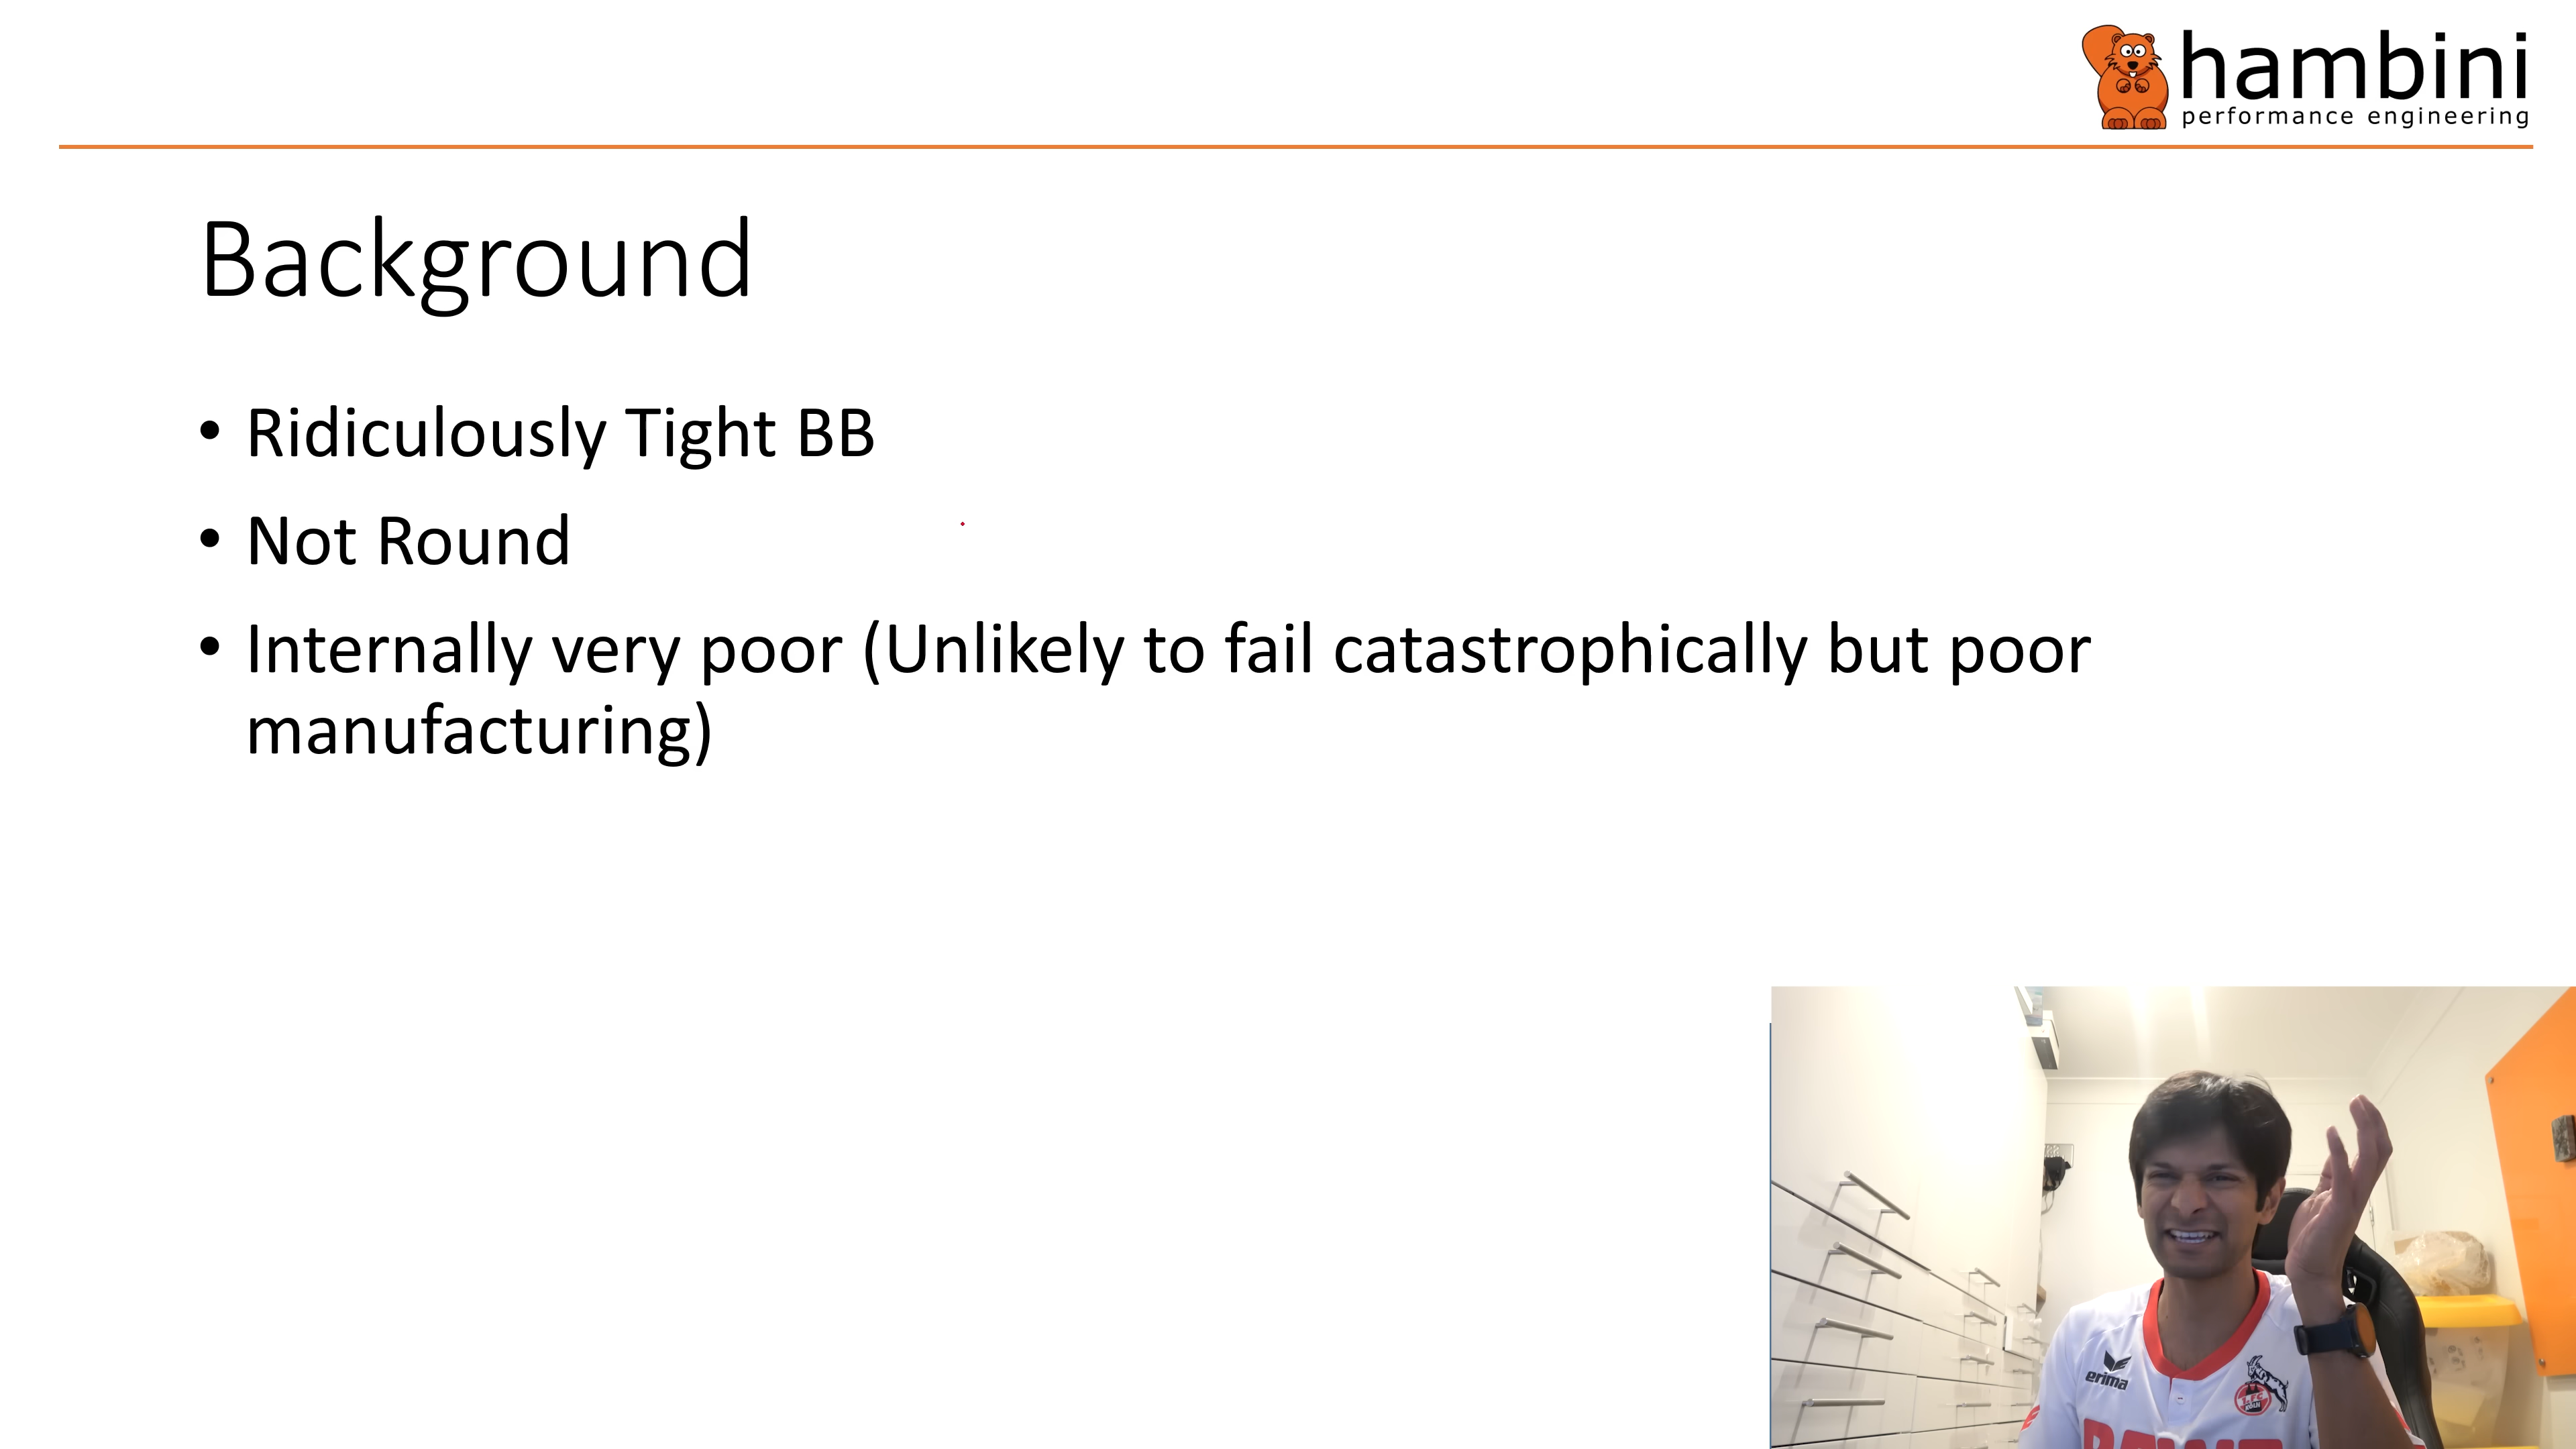 hambini
performance engineering
Background
• Ridiculously Tight BB
• Not Round
• Internally very poor (Unlikely to fail catastrophically but poor
manufacturing)
erima